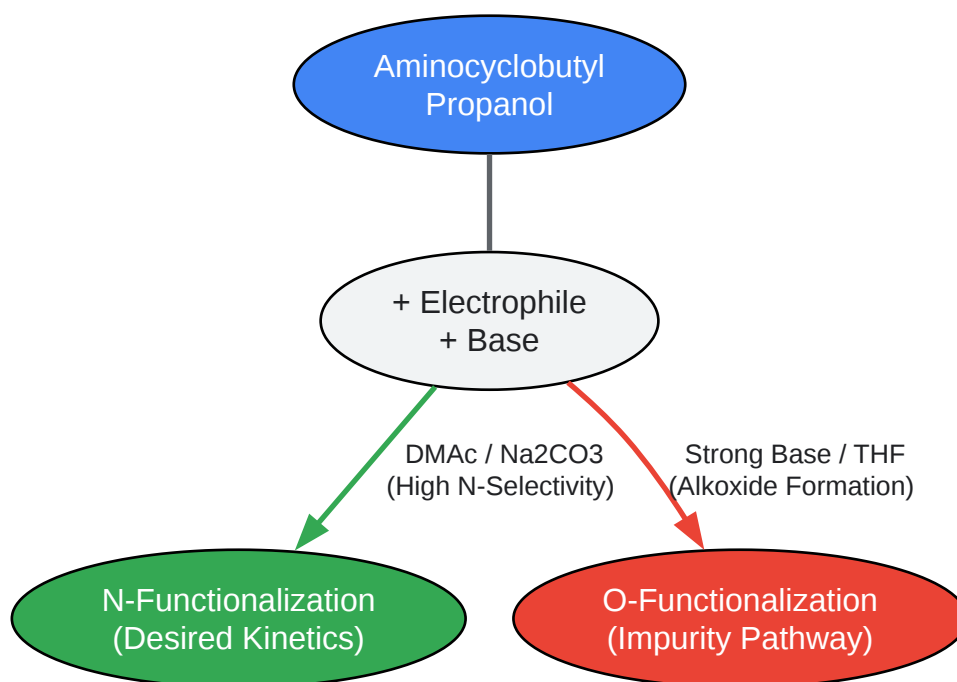 Aminocyclobutyl
Propanol
+ Electrophile
+ Base
DMAc / Na2CO3
(High N-Selectivity)
Strong Base / THF
(Alkoxide Formation)
N-Functionalization
(Desired Kinetics)
O-Functionalization
(Impurity Pathway)